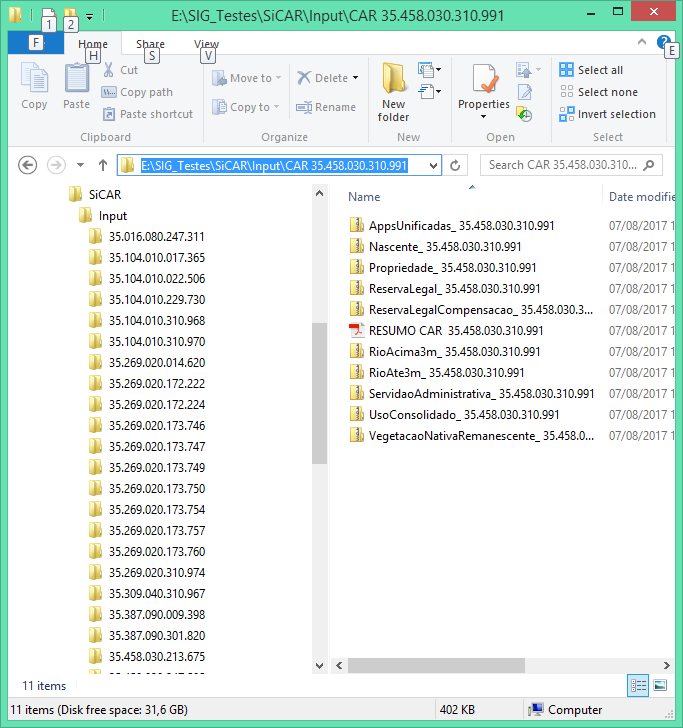 E:\SIG_Testes\SiCAR\Input\CAR 35.458.030.310.991
1 2
F Home Share View E
H S V
Copy
Paste
Cut
Copy path
Paste shortcut
Clipboard
Move to
Copy to
Delete
Rename
Organize
New folder
New
Properties
Open
Select all
Select none
Invert selection
Select
E:\SIG_Testes\SiCAR\Input\CAR 35.458.030.310.991
Search CAR 35.458.030.310....
SiCAR
Input
35.016.080.247.311
35.104.010.017.365
35.104.010.022.506
35.104.010.229.730
35.104.010.310.968
35.104.010.310.970
35.269.020.014.620
35.269.020.172.222
35.269.020.172.224
35.269.020.173.746
35.269.020.173.747
35.269.020.173.749
35.269.020.173.750
35.269.020.173.754
35.269.020.173.757
35.269.020.173.760
35.269.020.310.974
35.309.040.310.967
35.387.090.009.398
35.387.090.301.820
35.458.030.213.675
Name Date modifie
AppsUnificadas_ 35.458.030.310.991 07/08/2017 1
Nascente_ 35.458.030.310.991 07/08/2017 1
Propriedade_ 35.458.030.310.991 07/08/2017 1
ReservaLegal_ 35.458.030.310.991 07/08/2017 1
ReservaLegalCompensacao_ 35.458.030.3... 07/08/2017 1
RESUMO CAR 35.458.030.310.991 07/08/2017 1
RioAcima3m_ 35.458.030.310.991 07/08/2017 1
RioAte3m_ 35.458.030.310.991 07/08/2017 1
ServidaoAdministrativa_ 35.458.030.310.991 07/08/2017 1
UsoConsolidado_ 35.458.030.310.991 07/08/2017 1
VegetacaoNativaRemanescente_ 35.458.0... 07/08/2017 1
11 items
11 items (Disk free space: 31,6 GB) 402 KB Computer